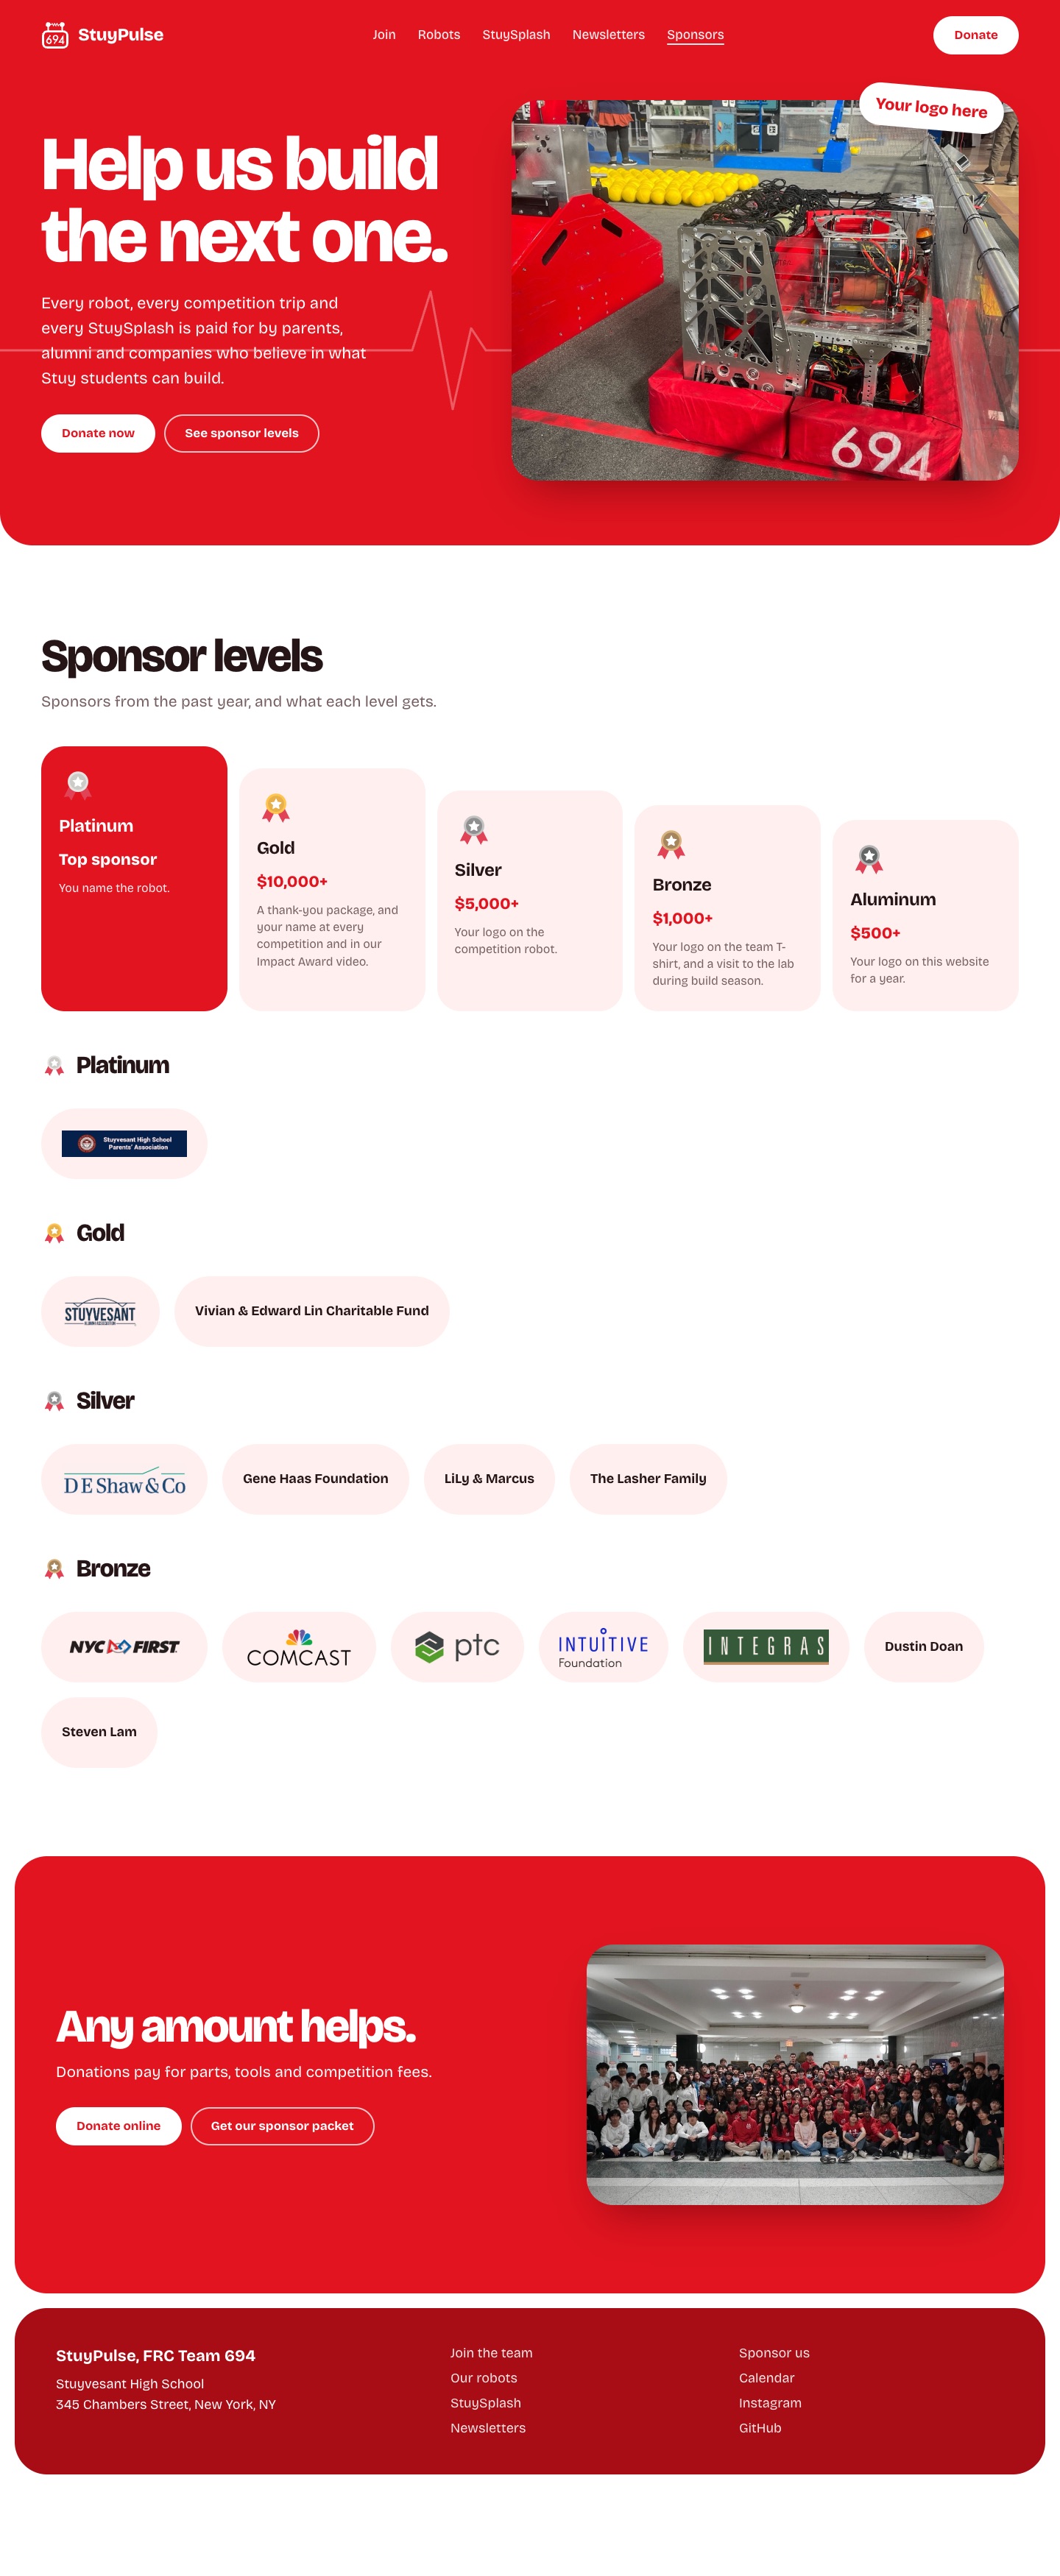 694
StuyPulse
Join
Robots
StuySplash
Newsletters
Sponsors
Donate
Your logo here
Help us build
the next one.
Every robot, every competition trip and
every StuySplash is paid for by parents,
alumni and companies who believe in what
Stuy students can build.
Donate now
See sponsor levels
694
Sponsor levels
Sponsors from the past year, and what each level gets.
Platinum
Top sponsor
You name the robot.
Gold
$10,000+
A thank-you package, and
your name at every
competition and in our
Impact Award video.
Silver
$5,000+
Your logo on the
competition robot.
Bronze
$1,000+
Your logo on the team T-
shirt, and a visit to the lab
during build season.
Aluminum
$500+
Your logo on this website
for a year.
Platinum
Stuyvesant High School
Parents' Association
Gold
STUYVESANT
Vivian & Edward Lin Charitable Fund
Silver
D E Shaw & Co
Gene Haas Foundation
LiLy & Marcus
The Lasher Family
Bronze
NYC FIRST
COMCAST
ptc
INTUITIVE
Foundation
INTEGRAS
Dustin Doan
Steven Lam
Any amount helps.
Donations pay for parts, tools and competition fees.
Donate online
Get our sponsor packet
StuyPulse, FRC Team 694
Stuyvesant High School
345 Chambers Street, New York, NY
Join the team
Our robots
StuySplash
Newsletters
Sponsor us
Calendar
Instagram
GitHub